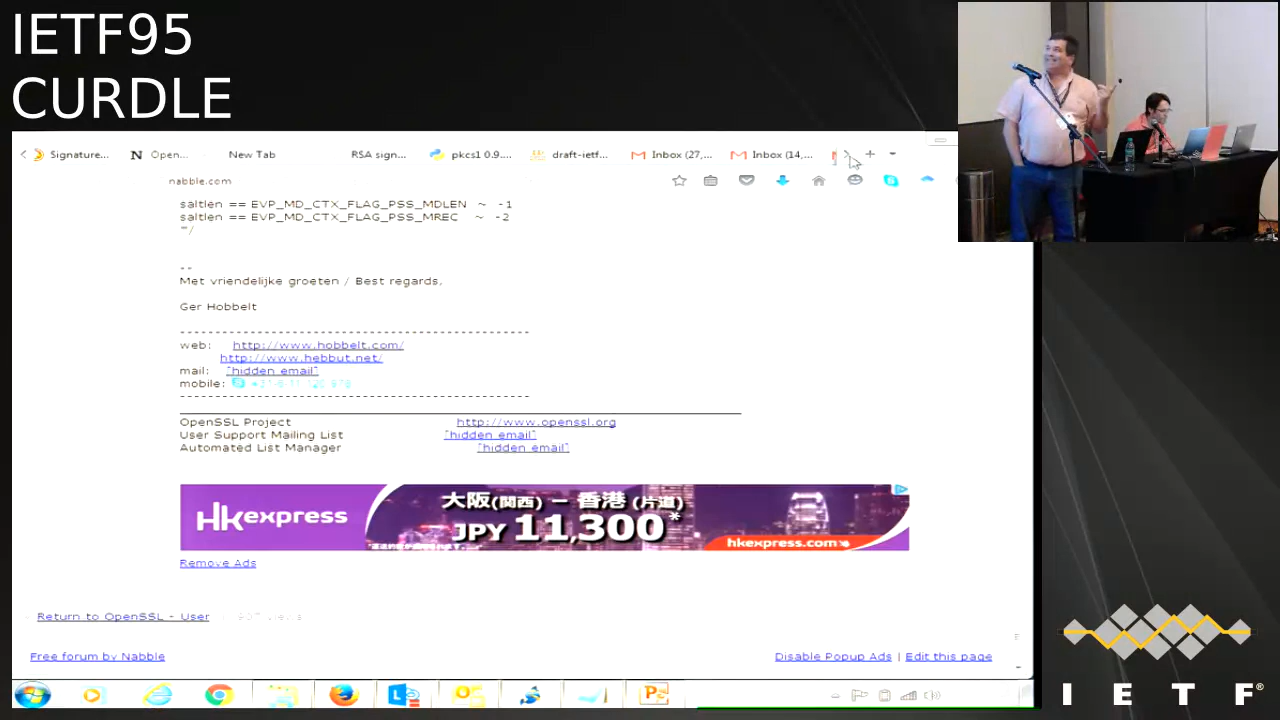 IETF95
CURDLE
Signature... Open... New Tab RSA sign... pkcs1 0.9.... draft-ietf... Inbox (27,... Inbox (14,...
nabble.com
saltlen == EVP_MD_CTX_FLAG_PSS_MDLEN ~ -1
saltlen == EVP_MD_CTX_FLAG_PSS_MREC ~ -2
*/
--
Met vriendelijke groeten / Best regards,
Ger Hobbelt
--------------------------------------------------
web: http://www.hobbelt.com/
http://www.hebbut.net/
mail: [hidden email]
mobile:
--------------------------------------------------
OpenSSL Project http://www.openssl.org
User Support Mailing List [hidden email]
Automated List Manager [hidden email]
HK express
大阪(関西) – 香港(片道)
JPY 11,300*
hkexpress.com
Remove Ads
Return to OpenSSL - User
Free forum by Nabble
Disable Popup Ads | Edit this page
I E T F®